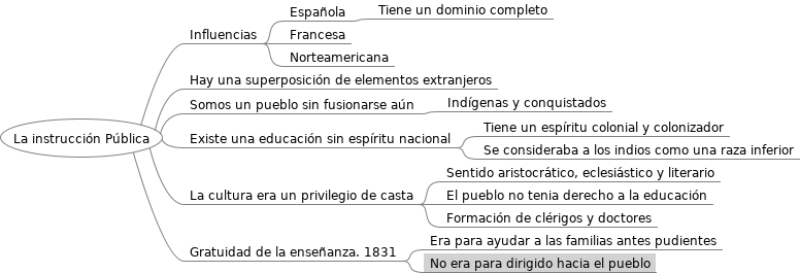 La instrucción Pública
Influencias
Española
Tiene un dominio completo
Francesa
Norteamericana
Hay una superposición de elementos extranjeros
Somos un pueblo sin fusionarse aún
Indígenas y conquistados
Existe una educación sin espíritu nacional
Tiene un espíritu colonial y colonizador
Se consideraba a los indios como una raza inferior
La cultura era un privilegio de casta
Sentido aristocrático, eclesiástico y literario
El pueblo no tenia derecho a la educación
Formación de clérigos y doctores
Gratuidad de la enseñanza. 1831
Era para ayudar a las familias antes pudientes
No era para dirigido hacia el pueblo